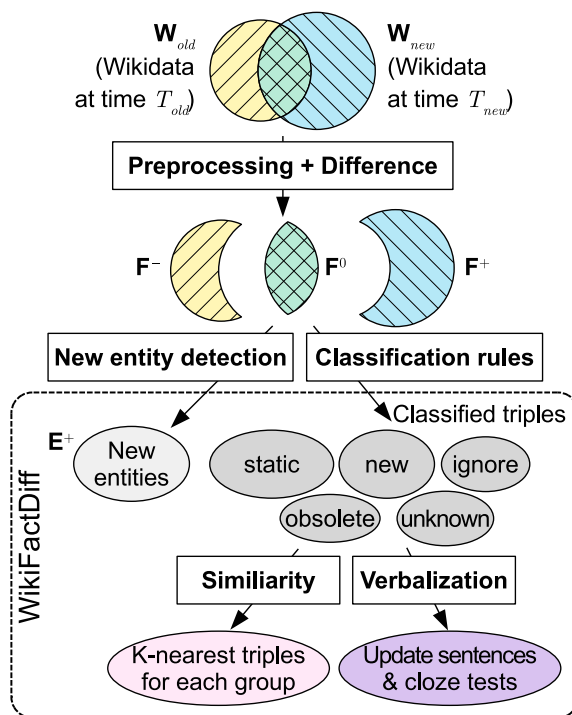 W_old
(Wikidata
at time T_old)
W_new
(Wikidata
at time T_new)
Preprocessing + Difference
F⁻
F⁰
F⁺
New entity detection
Classification rules
Classified triples
E⁺
New
entities
static
new
ignore
obsolete
unknown
WikiFactDiff
Similiarity
Verbalization
K-nearest triples
for each group
Update sentences
& cloze tests